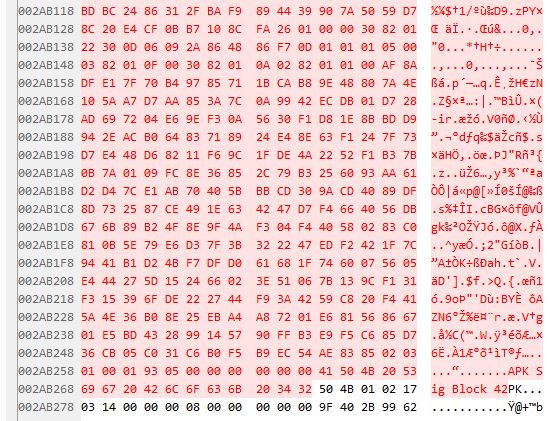 002AB118 BD BC 24 86 31 2F BA F9 89 44 39 90 7A 50 59 D7 ½¼$†1/ºù‰D9.zPY×
002AB128 8C 20 E4 CF 0B B7 10 8C FA 26 01 00 00 30 82 01 Œ äÏ.·.Œú&...0‚.
002AB138 22 30 0D 06 09 2A 86 48 86 F7 0D 01 01 01 05 00 "0...*†H†÷......
002AB148 03 82 01 0F 00 30 82 01 0A 02 82 01 01 00 AF 8A .‚...0‚...‚...¯Š
002AB158 DF E1 7F 70 B4 97 85 71 1B CA B8 9E 48 80 7A 4E ßá.p´—…q.Ê¸žH€zN
002AB168 10 5A A7 D7 AA 85 3A 7C 0A 99 42 EC DB 01 D7 28 .Z§×ª…:|.™BìÛ.×(
002AB178 AD 69 72 04 E6 9E F3 0A 56 30 F1 D8 1E 8B BD D9 -ir.æžó.V0ñØ.‹½Ù
002AB188 94 2E AC B0 64 83 71 89 24 E4 8E 63 F1 24 7F 73 ”.¬°dƒq‰$äŽcñ$.s
002AB198 D7 E4 48 D6 82 11 F6 9C 1F DE 4A 22 52 F1 B3 7B ×äHÖ‚.öœ.ÞJ"Rñ³{
002AB1A8 0B 7A 01 09 FC 8E 36 85 2C 79 B3 25 60 93 AA 61 .z..üŽ6…,y³%`“ªa
002AB1B8 D2 D4 7C E1 AB 70 40 5B BB CD 30 9A CD 40 89 DF ÒÔ|á«p@[»Í0šÍ@‰ß
002AB1C8 8D 73 25 87 CE 49 1E 63 42 47 D7 F4 66 40 56 DB .s%‡ÎI.cBG×ôf@VÛ
002AB1D8 67 6B 89 B2 4F 8E 9F 4A F3 04 F4 40 58 02 83 C0 gk‰²OŽŸJó.ô@X.ƒÀ
002AB1E8 81 0B 5E 79 E6 D3 7F 3B 32 22 47 ED F2 42 1F 7C ..^yæÓ.;2"GíòB.|
002AB1F8 94 41 B1 D2 4B F7 DF D0 61 68 1F 74 60 07 56 05 ”A±ÒK÷ßÐah.t`.V.
002AB208 E4 44 27 5D 15 24 66 02 3E 51 06 7B 13 9C F1 31 äD'].$f.>Q.{.œñ1
002AB218 F3 15 39 6F DE 22 27 44 F9 3A 42 59 C8 20 F4 41 ó.9oÞ"'Dù:BYÈ ôA
002AB228 5A 4E 36 B0 8E 25 EB A4 A8 72 01 E6 81 56 86 67 ZN6°Ž%ë¤¨r.æ.V†g
002AB238 01 E5 BD 43 28 99 14 57 90 FF B3 E9 F5 C6 85 D7 .å½C(™.W.ÿ³éõÆ…×
002AB248 36 CB 05 C0 31 C6 B0 F5 B9 EC 54 AE 83 85 02 03 6Ë.À1Æ°õ¹ìT®ƒ…..
002AB258 01 00 01 93 05 00 00 00 00 00 00 41 50 4B 20 53 ...“.......APK S
002AB268 69 67 20 42 6C 6F 63 6B 20 34 32 50 4B 01 02 17 ig Block 42PK...
002AB278 03 14 00 00 00 08 00 00 00 00 00 9F 40 2B 99 62 ...........Ÿ@+™b